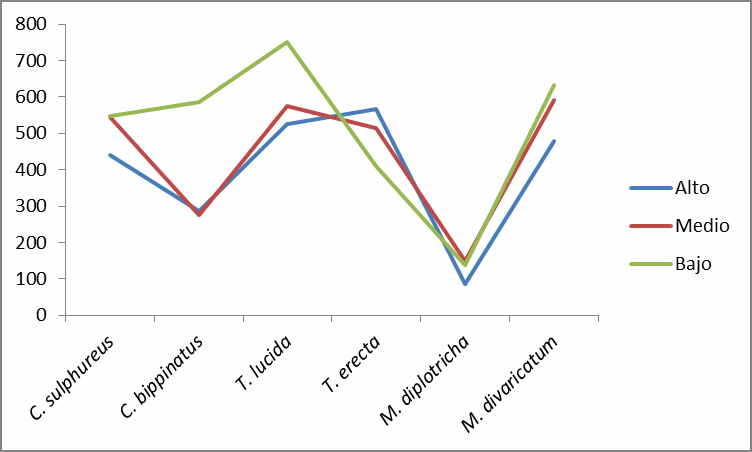 800
700
600
500
400
300
200
100
0
C. sulphureus
C. bippinatus
T. lucida
T. erecta
M. diplotricha
M. divaricatum
Alto
Medio
Bajo